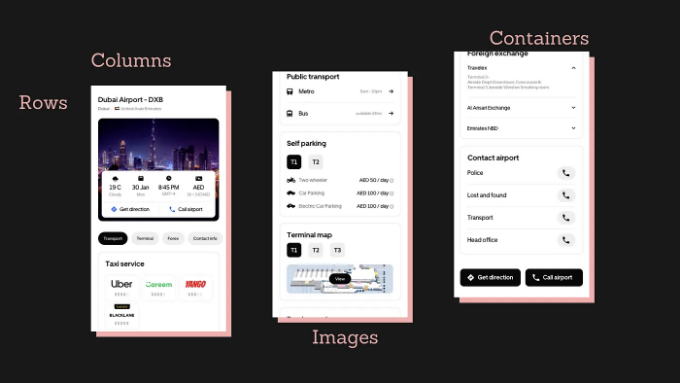 Columns
Rows
Dubai Airport - DXB
Dubai
United Arab Emirates
19 C
30 Jan
8:45 PM
AED
Cloudy
Mon
GMT-4
Get direction
Call airport
Transport
Terminal
Forex
Contact info
Taxi service
Uber
Careem
YANGO
BLACKLANE
Public transport
Metro
5am - 12pm
Bus
available 24hrs
Self parking
T1
T2
Two wheeler
AED 50 / day
Car Parking
AED 100 / day
Electric Car Parking
AED 100 / day
Terminal map
T1
T2
T3
View
Images
Containers
Foreign exchange
Travelex
Terminal 3:
Al Ansari Exchange
Emirates NBD
Contact airport
Police
Lost and found
Transport
Head office
Get direction
Call airport